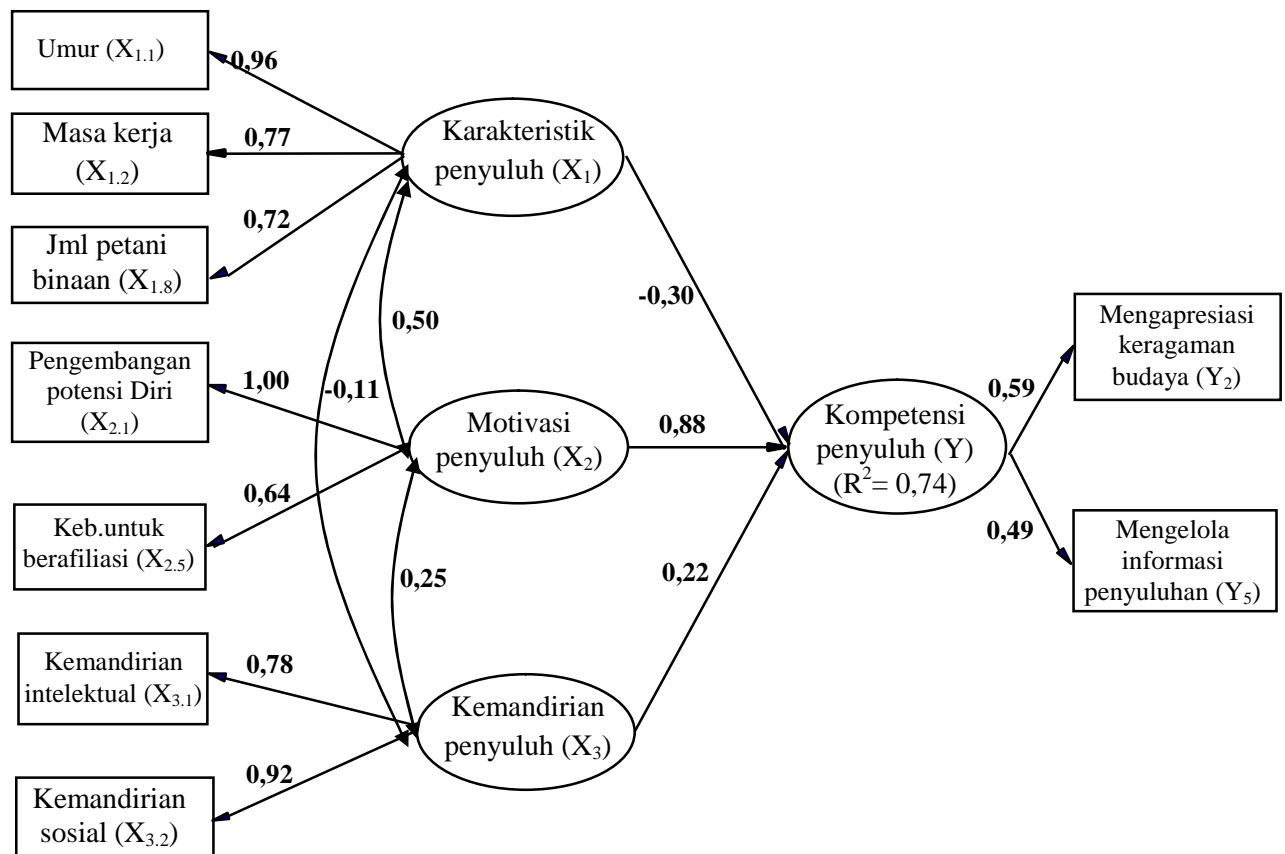 Umur (X1.1)
Masa kerja
(X1.2)
Jml petani
binaan (X1.8)
Pengembangan
potensi Diri
(X2.1)
Keb.untuk
berafiliasi (X2.5)
Kemandirian
intelektual (X3.1)
Kemandirian
sosial (X3.2)
0,96
0,77
0,72
1,00
0,64
0,78
0,92
Karakteristik
penyuluh (X1)
0,50
-0,11
Motivasi
penyuluh (X2)
0,25
Kemandirian
penyuluh (X3)
-0,30
0,88
0,22
Kompetensi
penyuluh (Y)
(R2= 0,74)
0,59
0,49
Mengapresiasi
keragaman
budaya (Y2)
Mengelola
informasi
penyuluhan (Y5)